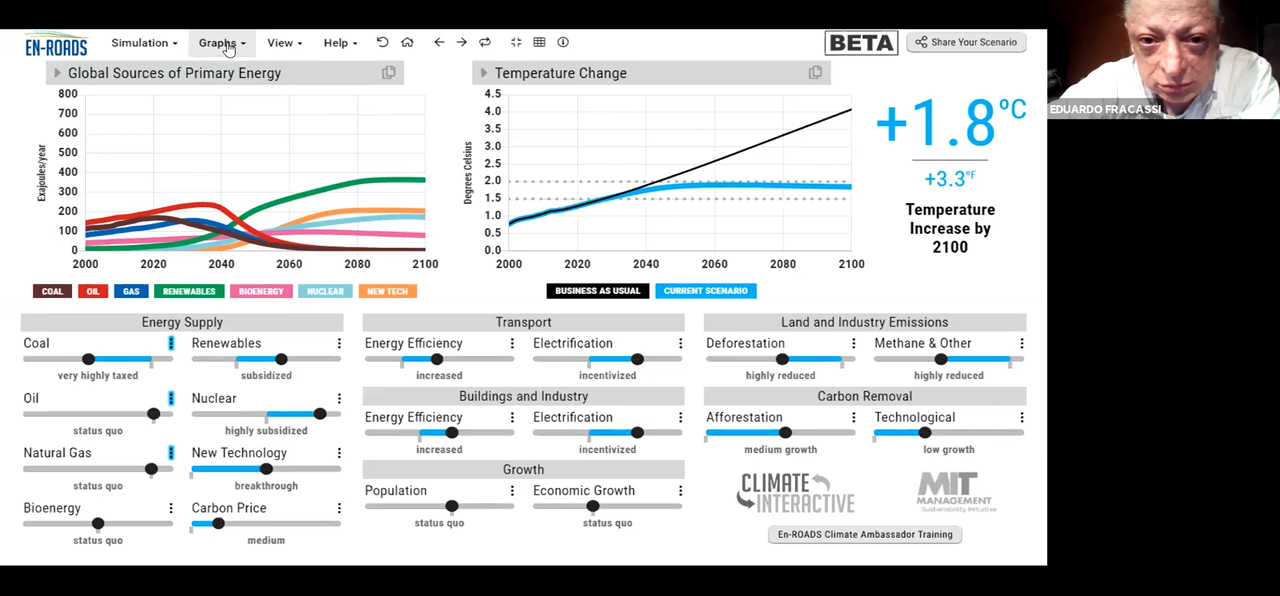 EN-ROADS
Simulation
Graphs
View
Help
BETA
Share Your Scenario
EDUARDO FRACASSI
Global Sources of Primary Energy
Exajoules/year
800
700
600
500
400
300
200
100
0
2000 2020 2040 2060 2080 2100
COAL OIL GAS RENEWABLES BIOENERGY NUCLEAR NEW TECH
Temperature Change
Degrees Celsius
4.5
4.0
3.5
3.0
2.5
2.0
1.5
1.0
0.5
0.0
2000 2020 2040 2060 2080 2100
BUSINESS AS USUAL CURRENT SCENARIO
+1.8°C
+3.3°F
Temperature
Increase by
2100
Energy Supply
Coal
very highly taxed
Renewables
subsidized
Oil
status quo
Nuclear
highly subsidized
Natural Gas
status quo
New Technology
breakthrough
Bioenergy
status quo
Carbon Price
medium
Transport
Energy Efficiency
increased
Electrification
incentivized
Buildings and Industry
Energy Efficiency
increased
Electrification
incentivized
Growth
Population
status quo
Economic Growth
status quo
Land and Industry Emissions
Deforestation
highly reduced
Methane & Other
highly reduced
Carbon Removal
Afforestation
medium growth
Technological
low growth
CLIMATE
INTERACTIVE
MIT
MANAGEMENT
Sustainability Initiative
En-ROADS Climate Ambassador Training